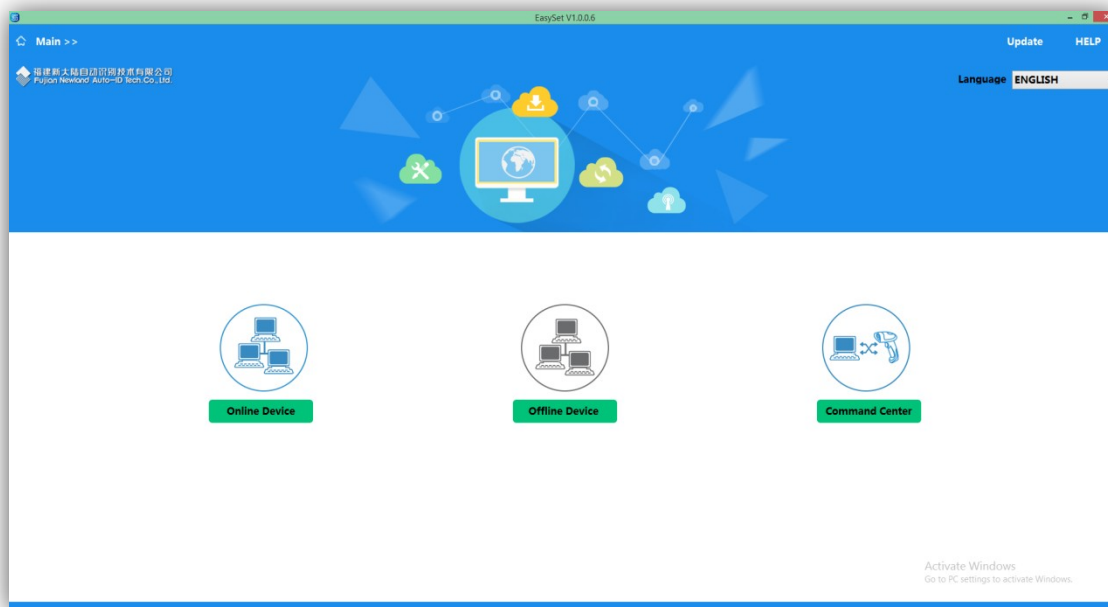 EasySet V1.0.0.6
Main >>
Update
HELP
福建新大陆自动识别技术有限公司
Fujian Newland Auto-ID Tech.Co.,Ltd.
Language
ENGLISH
Online Device
Offline Device
Command Center
Activate Windows
Go to PC settings to activate Windows.